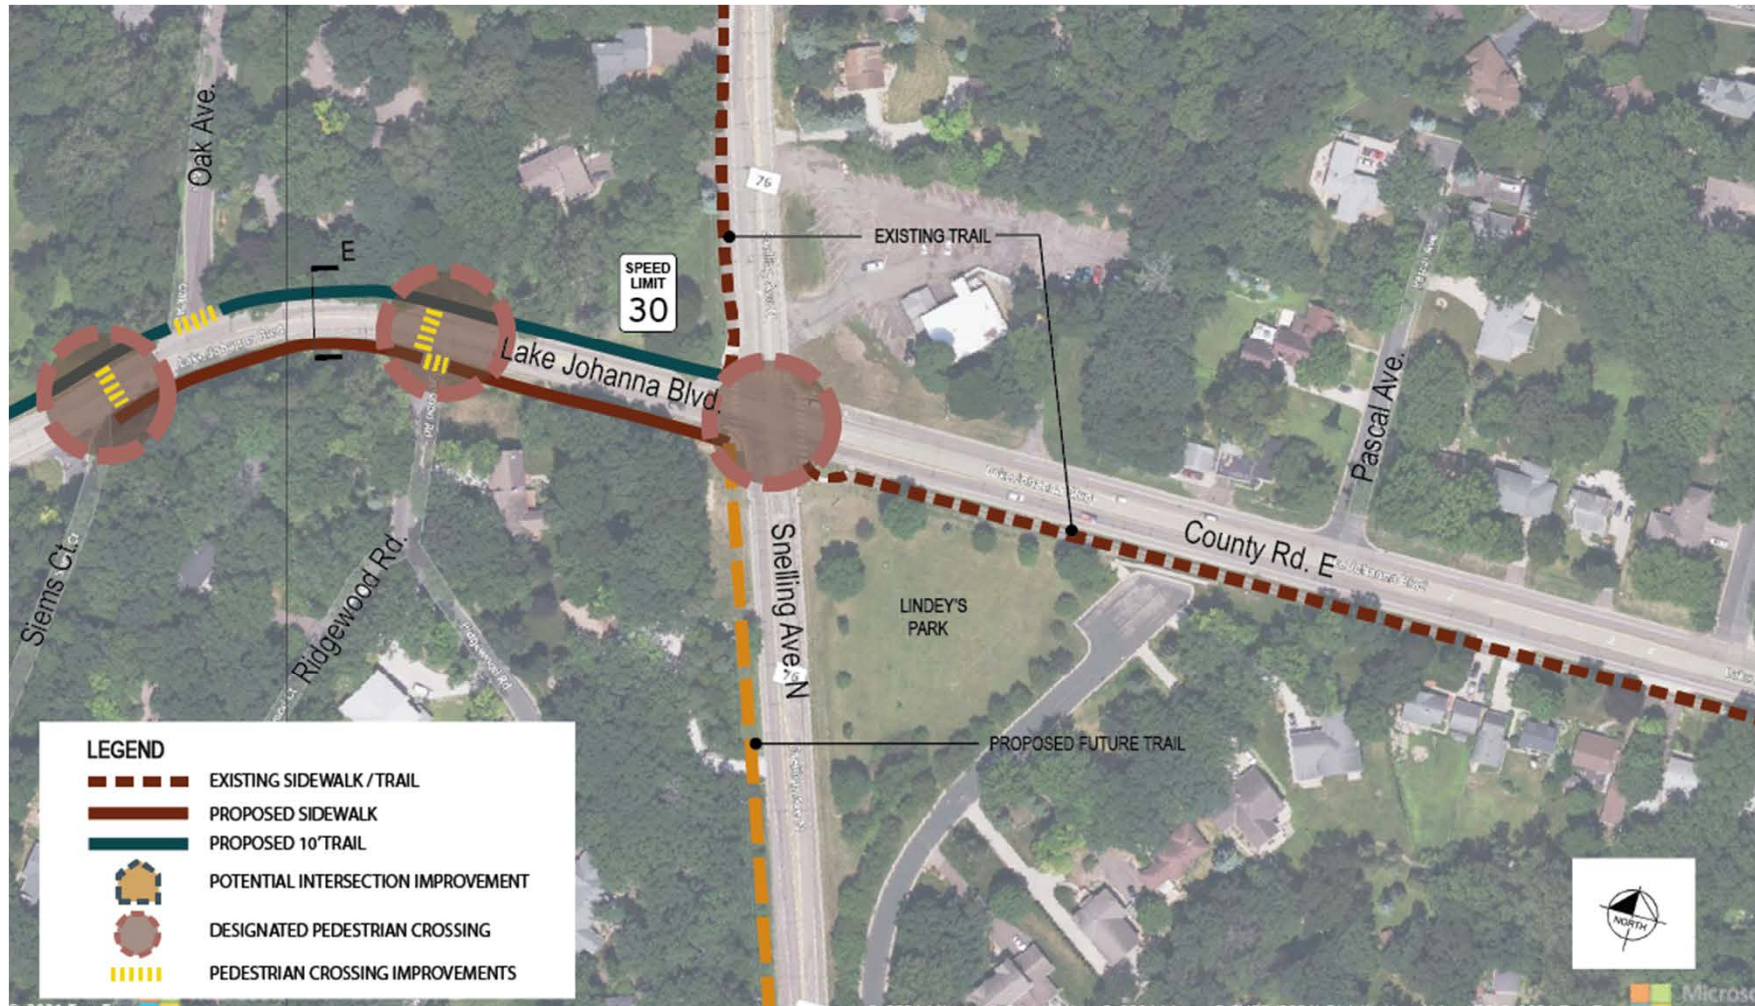 Oak Ave.
76
EXISTING TRAIL
E
SPEED
LIMIT
30
Lake Johanna Blvd.
Pascal Ave.
County Rd. E
Siems Ct.
Ridgewood Rd.
Ridgewood Rd
Snelling Ave. N
76
LINDEY'S
PARK
PROPOSED FUTURE TRAIL
LEGEND
EXISTING SIDEWALK / TRAIL
PROPOSED SIDEWALK
PROPOSED 10' TRAIL
POTENTIAL INTERSECTION IMPROVEMENT
DESIGNATED PEDESTRIAN CROSSING
PEDESTRIAN CROSSING IMPROVEMENTS
NORTH